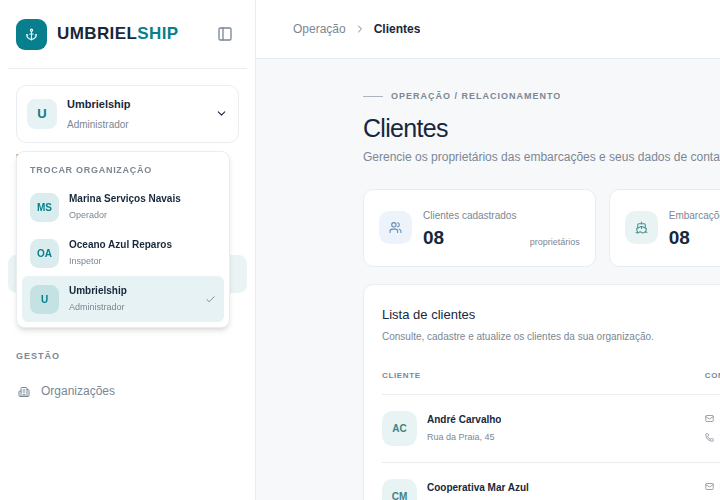 UMBRIELSHIP
Operação > Clientes
U
Umbrielship
Administrador
TROCAR ORGANIZAÇÃO
MS
Marina Serviços Navais
Operador
OA
Oceano Azul Reparos
Inspetor
U
Umbrielship
Administrador
GESTÃO
Organizações
OPERAÇÃO / RELACIONAMENTO
Clientes
Gerencie os proprietários das embarcações e seus dados de conta
Clientes cadastrados
08
proprietários
Embarcaçõ
08
Lista de clientes
Consulte, cadastre e atualize os clientes da sua organização.
CLIENTE
CON
AC
André Carvalho
Rua da Praia, 45
CM
Cooperativa Mar Azul